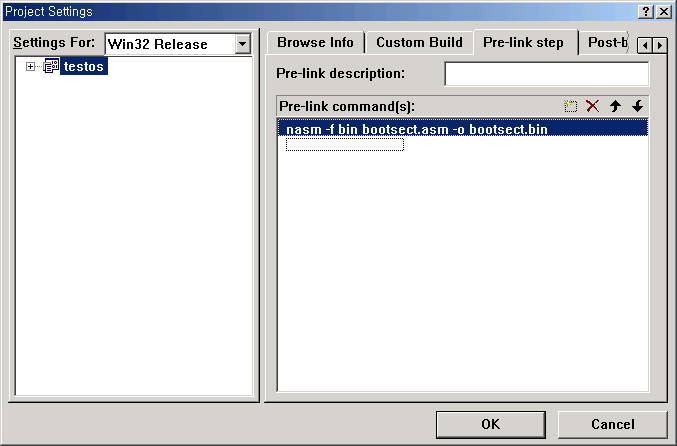 Project Settings
Settings For: Win32 Release
testos
Browse Info Custom Build Pre-link step Post-b
Pre-link description:
Pre-link command(s):
nasm -f bin bootsect.asm -o bootsect.bin
OK Cancel